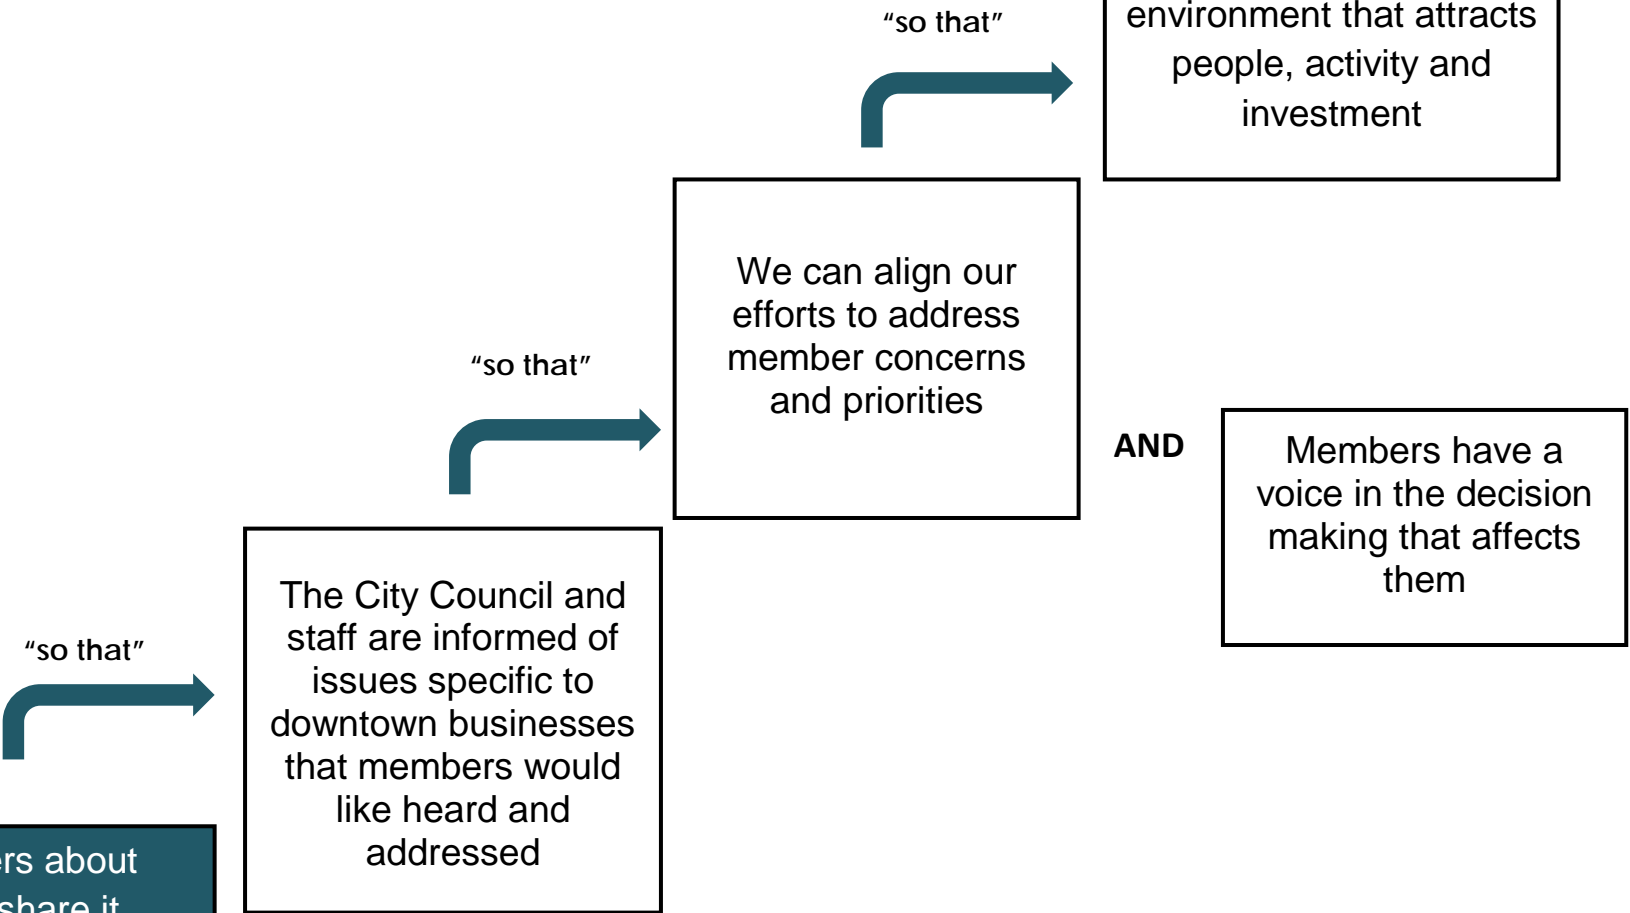 “so that”
environment that attracts
people, activity and
investment
We can align our
efforts to address
member concerns
and priorities
“so that”
AND
Members have a
voice in the decision
making that affects
them
The City Council and
staff are informed of
issues specific to
downtown businesses
that members would
like heard and
addressed
“so that”
about
share it